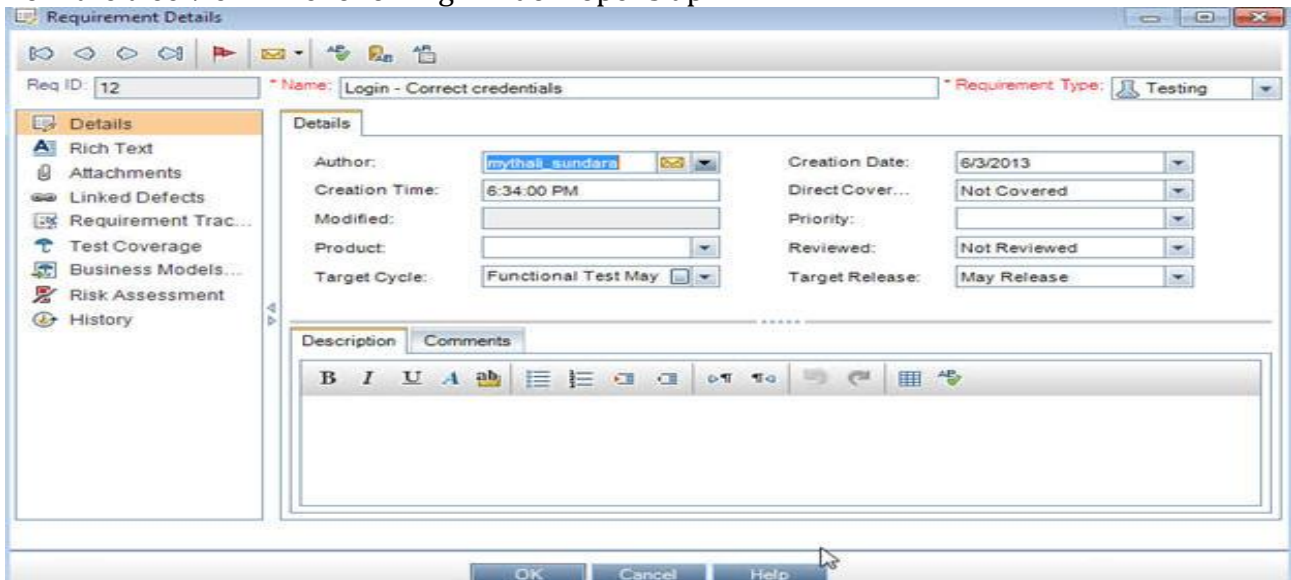 Requirement Details
Req ID: 12 * Name: Login - Correct credentials * Requirement Type: Testing
Details
Rich Text
Attachments
Linked Defects
Requirement Trac...
Test Coverage
Business Models...
Risk Assessment
History
Details
Author: mythali_sundara Creation Date: 6/3/2013
Creation Time: 6:34:00 PM Direct Cover... Not Covered
Modified: Priority:
Product: Reviewed: Not Reviewed
Target Cycle: Functional Test May Target Release: May Release
Description Comments
B I U A ab
OK Cancel Help